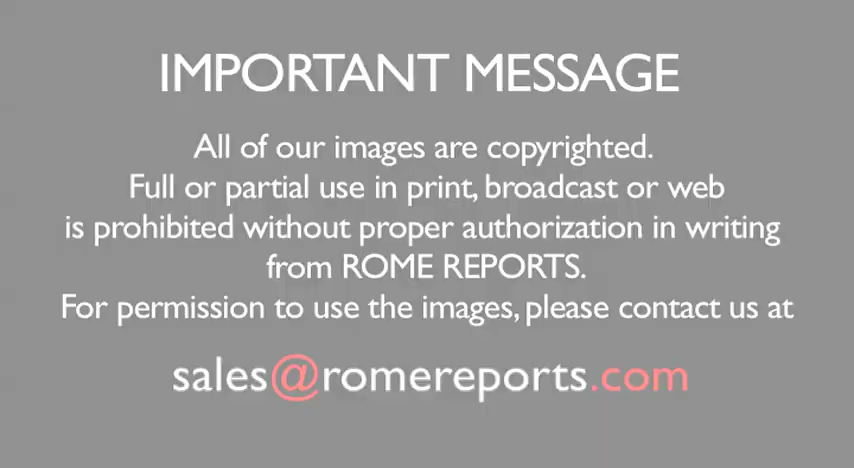 IMPORTANT MESSAGE
All of our images are copyrighted.
Full or partial use in print, broadcast or web
is prohibited without proper authorization in writing
from ROME REPORTS.
For permission to use the images, please contact us at
sales@romereports.com